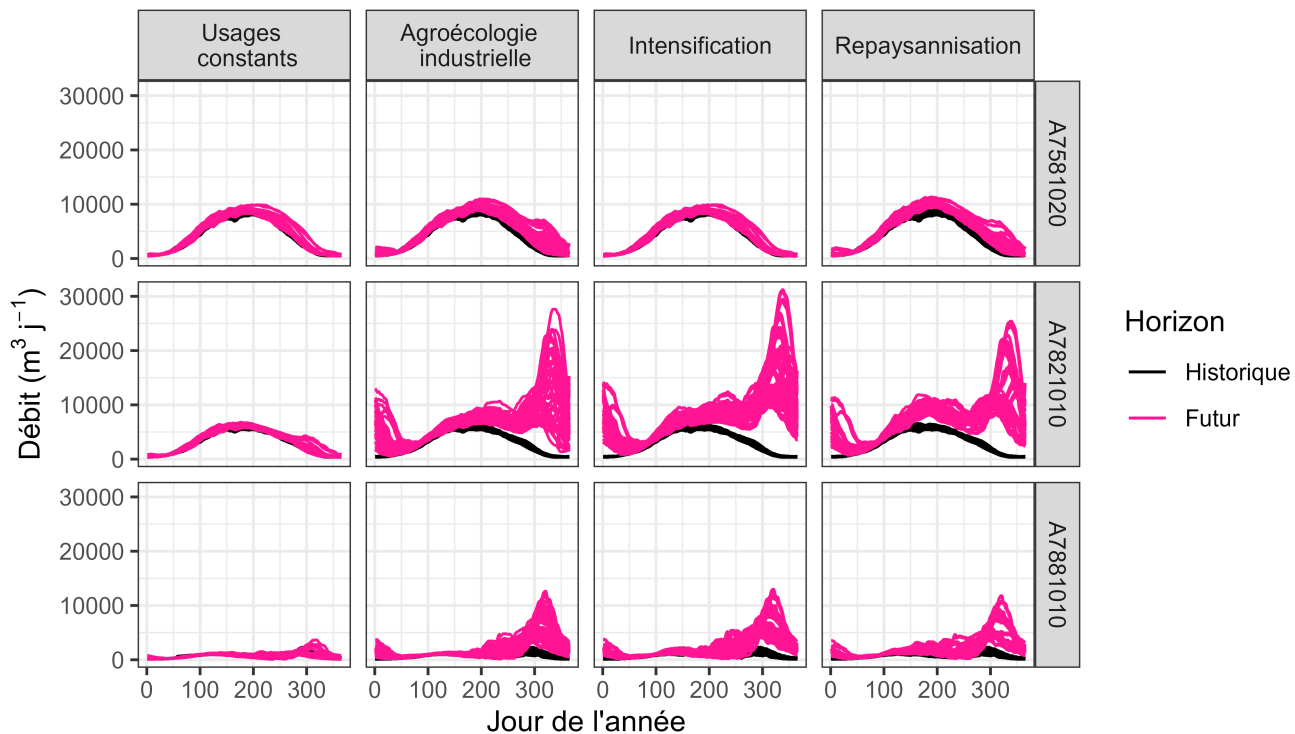 Usages
constants
Agroécologie
industrielle
Intensification
Repaysannisation
30000
20000
10000
0
A7581020
30000
20000
10000
0
A7821010
30000
20000
10000
0
A7881010
0 100 200 300
0 100 200 300
0 100 200 300
0 100 200 300
Jour de l'année
Débit (m³ j⁻¹)
Horizon
Historique
Futur